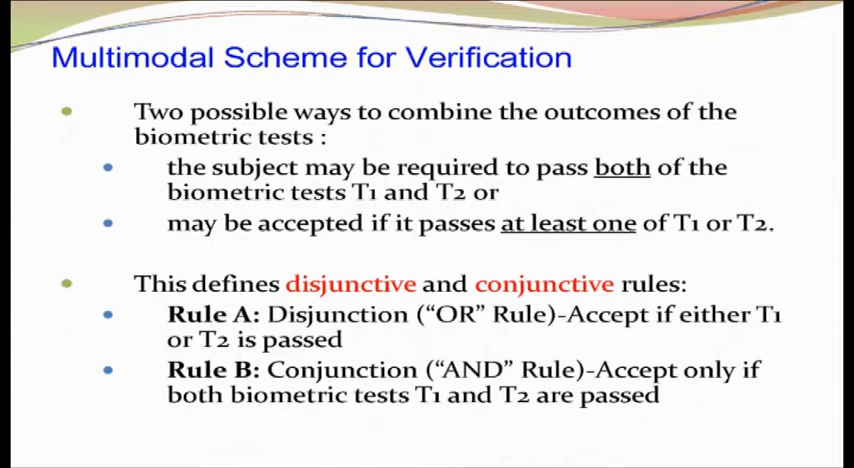 Multimodal Scheme for Verification
Two possible ways to combine the outcomes of the
biometric tests :
the subject may be required to pass both of the
biometric tests T1 and T2 or
may be accepted if it passes at least one of T1 or T2.
This defines disjunctive and conjunctive rules:
Rule A: Disjunction (“OR” Rule)-Accept if either T1
or T2 is passed
Rule B: Conjunction (“AND” Rule)-Accept only if
both biometric tests T1 and T2 are passed